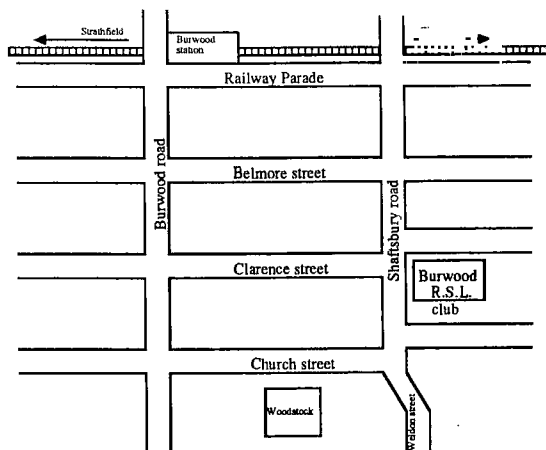 Strathfield
Burwood
station
Railway Parade
Burwood road
Belmore street
Shaftsbury road
Clarence street
Burwood
R.S.L.
club
Church street
Woodstock
Weldon street